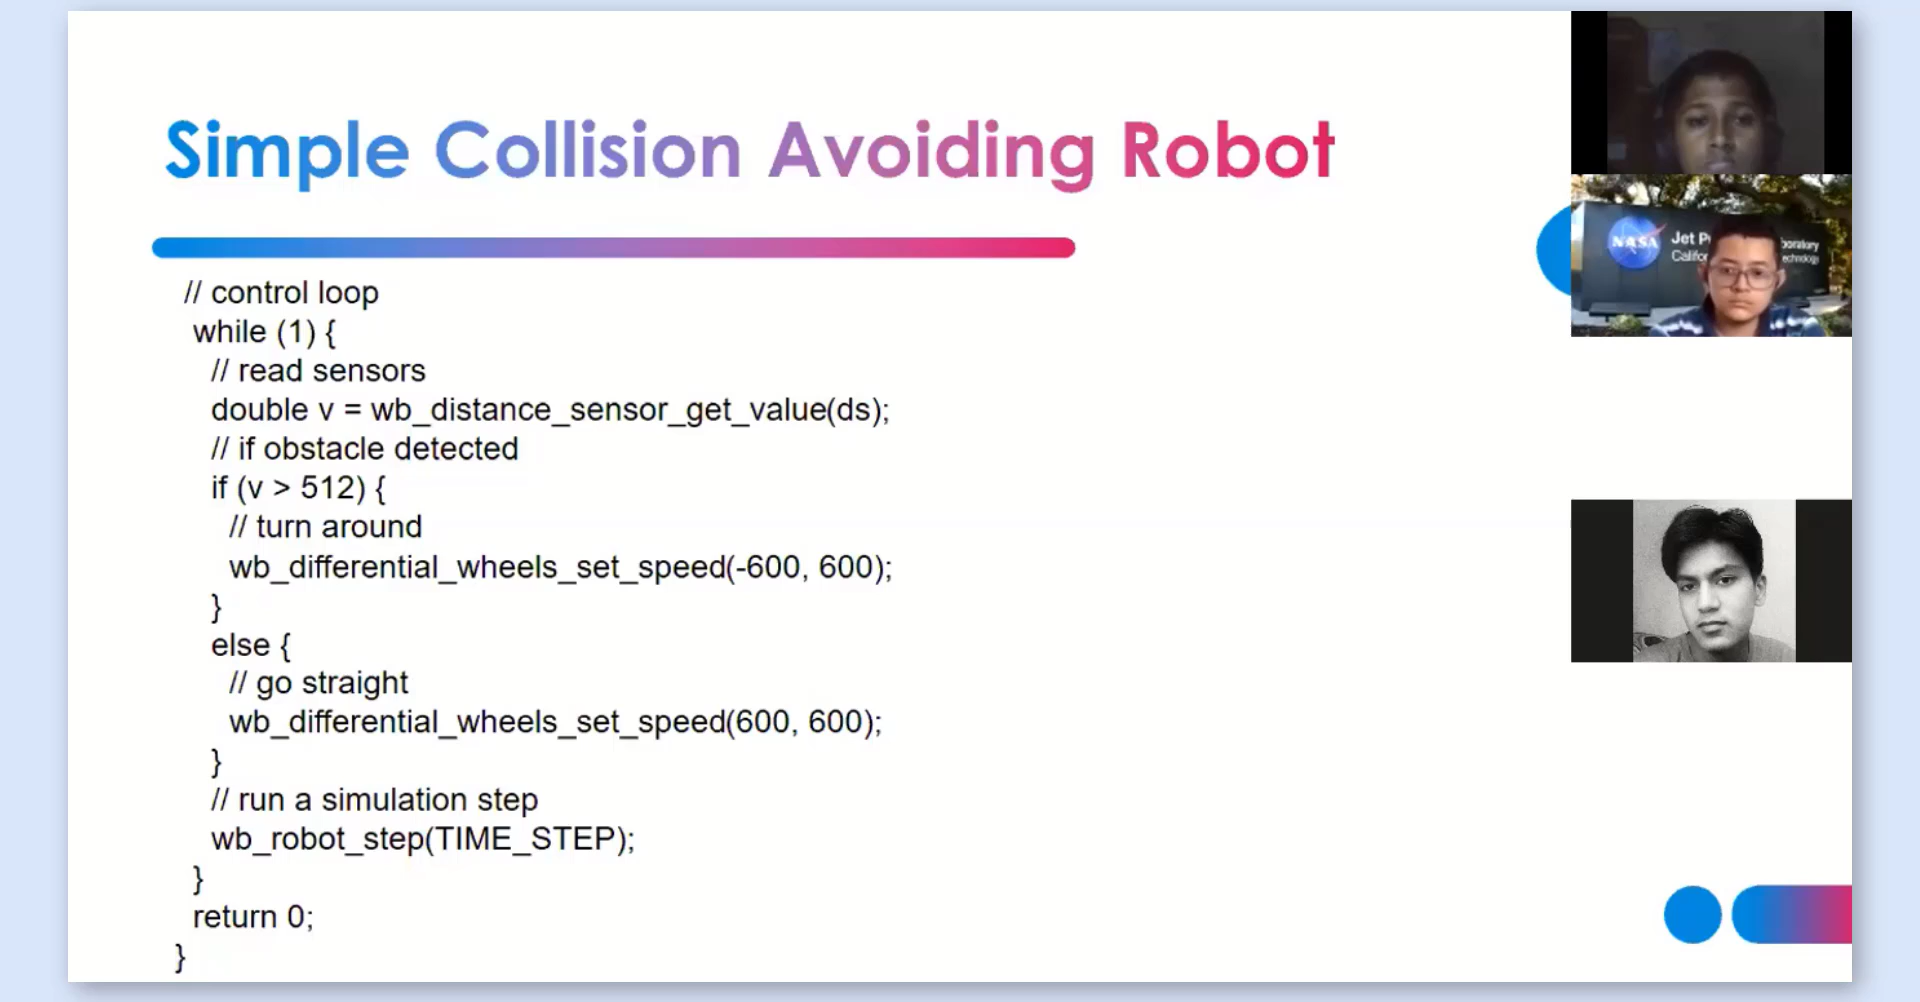 Simple Collision Avoiding Robot
// control loop
while (1) {
// read sensors
double v = wb_distance_sensor_get_value(ds);
// if obstacle detected
if (v > 512) {
// turn around
wb_differential_wheels_set_speed(-600, 600);
}
else {
// go straight
wb_differential_wheels_set_speed(600, 600);
}
// run a simulation step
wb_robot_step(TIME_STEP);
}
return 0;
}
NASA
Jet